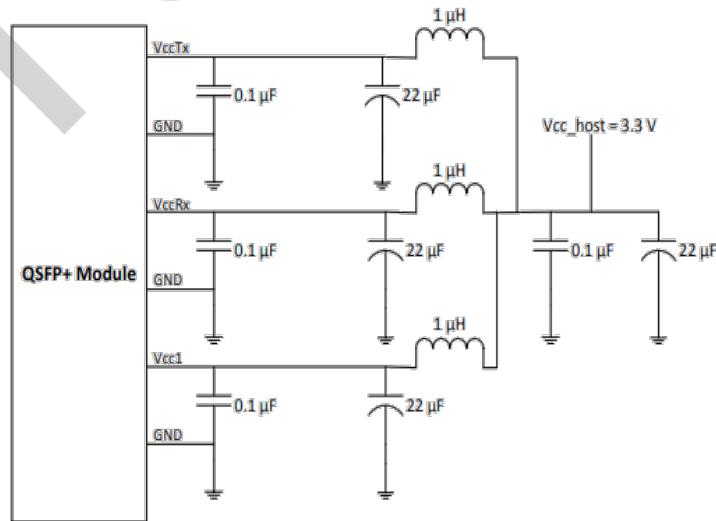 1 µH
VccTx
0.1 µF
22 µF
GND
Vcc_host = 3.3 V
1 µH
VccRx
0.1 µF
22 µF
0.1 µF
22 µF
QSFP+ Module
GND
1 µH
Vcc1
0.1 µF
22 µF
GND